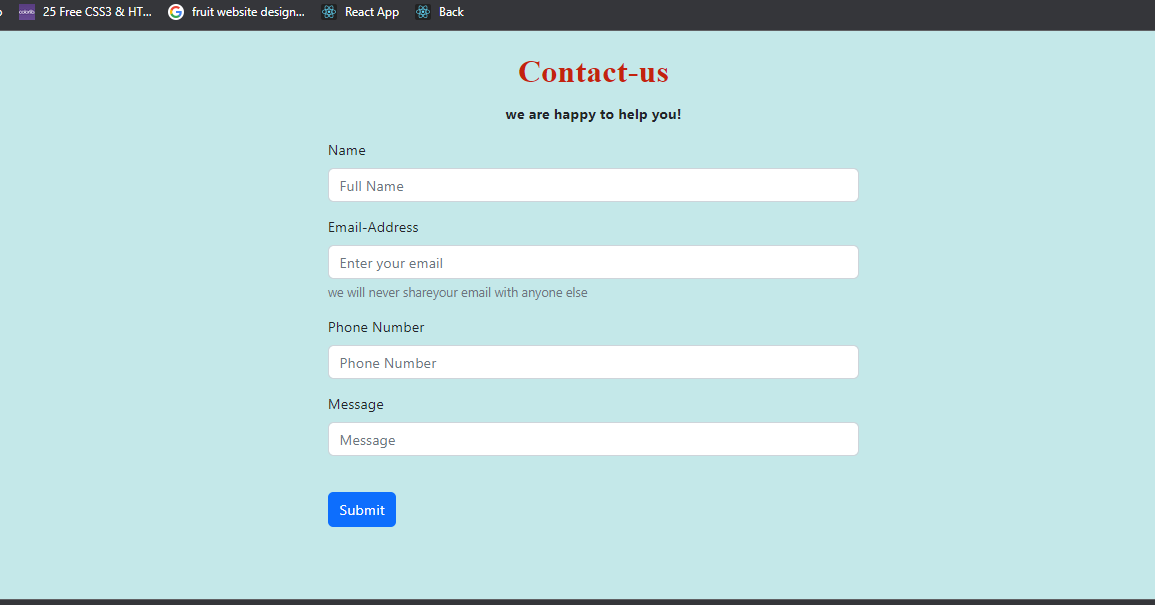 25 Free CSS3 & HT... fruit website design... React App Back
Contact-us
we are happy to help you!
Name
Full Name
Email-Address
Enter your email
we will never shareyour email with anyone else
Phone Number
Phone Number
Message
Message
Submit